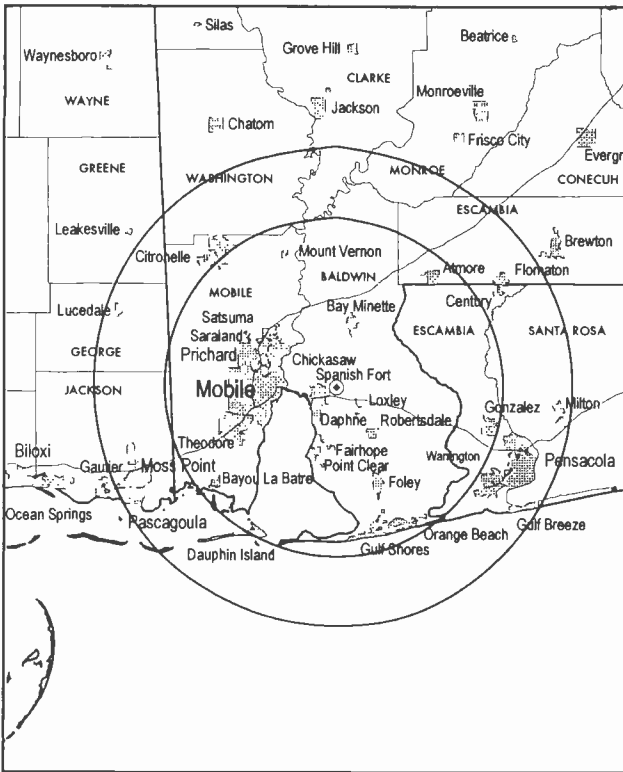 Silas
Beatrice
Waynesboro
Grove Hill
CLARKE
Monroeville
WAYNE
Jackson
Chatom
Frisco City
Evergr
GREENE
WASHINGTON
MONROE
CONECUH
ESCAMBIA
Leakesville
Brewton
Citronelle
Mount Vernon
BALDWIN
Atmore
Flomaton
MOBILE
Century
Lucedale
Satsuma
Bay Minette
Saraland
ESCAMBIA
SANTA ROSA
GEORGE
Prichard
Chickasaw
Spanish Fort
JACKSON
Mobile
Loxley
Milton
Daphne
Robertsdale
Gonzalez
Theodore
Biloxi
Fairhope
Warrington
Pensacola
Gautier
Moss Point
Point Clear
Bayou La Batre
Foley
Ocean Springs
Pascagoula
Orange Beach
Gulf Breeze
Dauphin Island
Gulf Shores